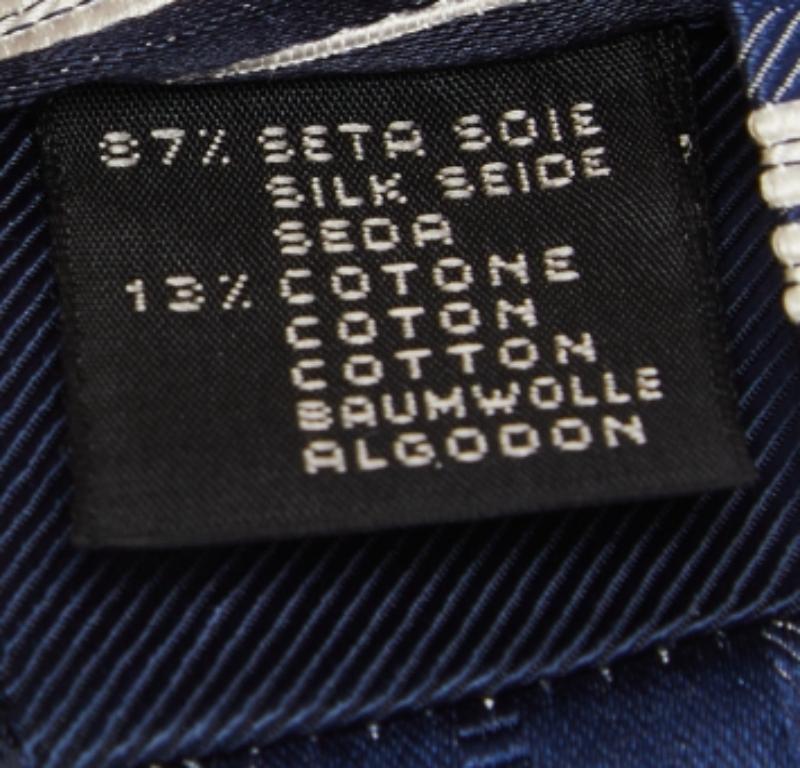 87% SETA SOIE
SILK SEIDE
SEDA
13% COTONE
COTON
COTTON
BAUMWOLLE
ALGODON